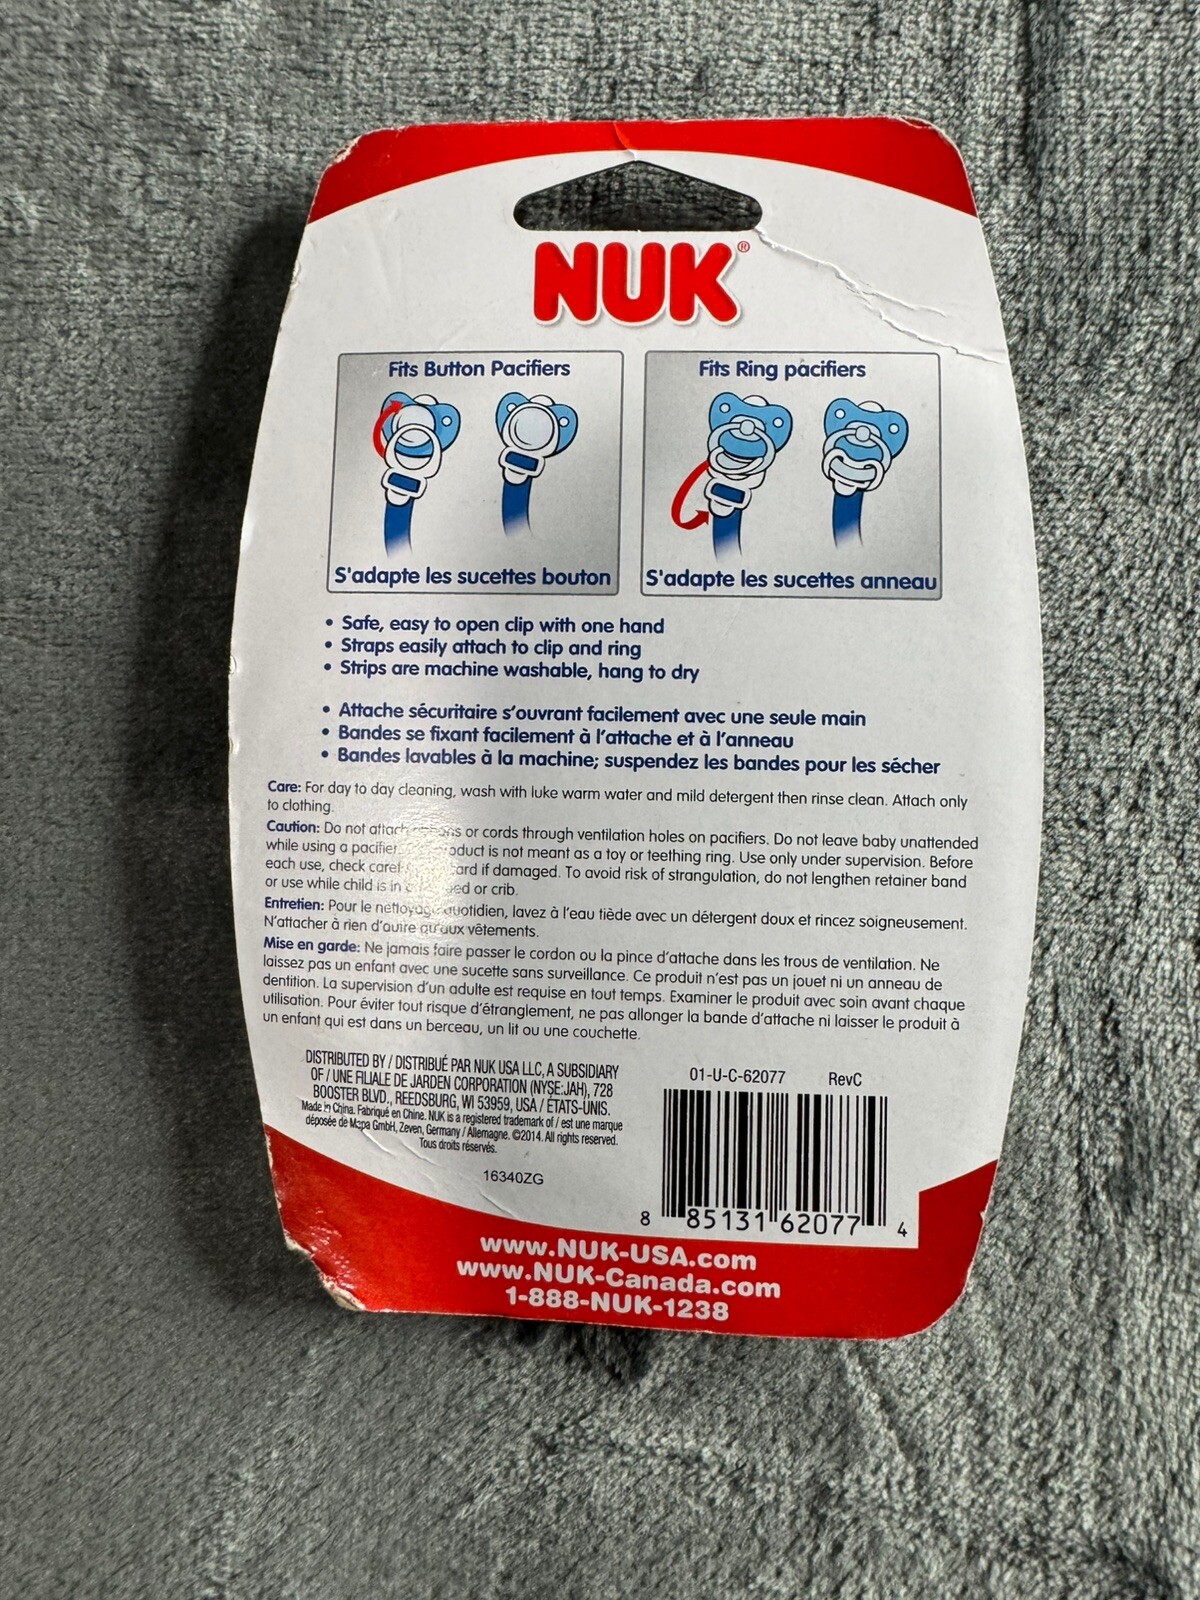 NUK®
Fits Button Pacifiers
S'adapte les sucettes bouton
Fits Ring pacifiers
S'adapte les sucettes anneau
• Safe, easy to open clip with one hand
• Straps easily attach to clip and ring
• Strips are machine washable, hang to dry
• Attache sécuritaire s'ouvrant facilement avec une seule main
• Bandes se fixant facilement à l'attache et à l'anneau
• Bandes lavables à la machine; suspendez les bandes pour les sécher
Care: For day to day cleaning, wash with luke warm water and mild detergent then rinse clean. Attach only
to clothing.
Caution: Do not attach or cords through ventilation holes on pacifiers. Do not leave baby unattended
while using a pacifier. product is not meant as a toy or teething ring. Use only under supervision. Before
each use, check if damaged. To avoid risk of strangulation, do not lengthen retainer band
or use while child is in or crib.
Entretien: Pour le nettoyage quotidien, lavez à l'eau tiède avec un détergent doux et rincez soigneusement.
N'attacher à rien d'autre qu'aux vêtements.
Mise en garde: Ne jamais faire passer le cordon ou la pince d'attache dans les trous de ventilation. Ne
laissez pas un enfant avec une sucette sans surveillance. Ce produit n'est pas un jouet ni un anneau de
dentition. La supervision d'un adulte est requise en tout temps. Examiner le produit avec soin avant chaque
utilisation. Pour éviter tout risque d'étranglement, ne pas allonger la bande d'attache ni laisser le produit à
un enfant qui est dans un berceau, un lit ou une couchette.
DISTRIBUTED BY / DISTRIBUÉ PAR NUK USA LLC, A SUBSIDIARY
OF / UNE FILIALE DE JARDEN CORPORATION (NYSE:JAH), 728
BOOSTER BLVD., REEDSBURG, WI 53959, USA / ÉTATS-UNIS.
Made in China. Fabriqué en Chine. NUK is a registered trademark of / est une marque
déposée de Mapa GmbH, Zeven, Germany / Allemagne. ©2014. All rights reserved.
Tous droits réservés.
16340ZG
01-U-C-62077 RevC
8 85131 62077 4
www.NUK-USA.com
www.NUK-Canada.com
1-888-NUK-1238